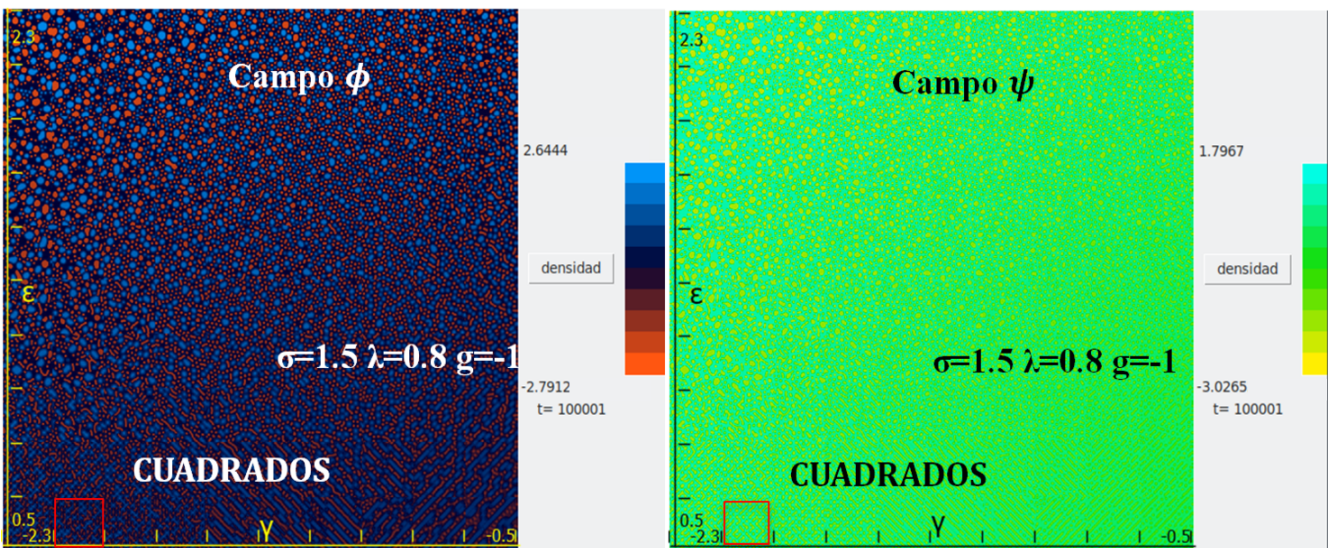 2.3
Campo ϕ
2.6444
densidad
ε
σ=1.5 λ=0.8 g=-1
-2.7912
t= 100001
CUADRADOS
0.5
-2.3
γ
-0.5
2.3
Campo ψ
1.7967
densidad
ε
σ=1.5 λ=0.8 g=-1
-3.0265
t= 100001
CUADRADOS
0.5
-2.3
γ
-0.5